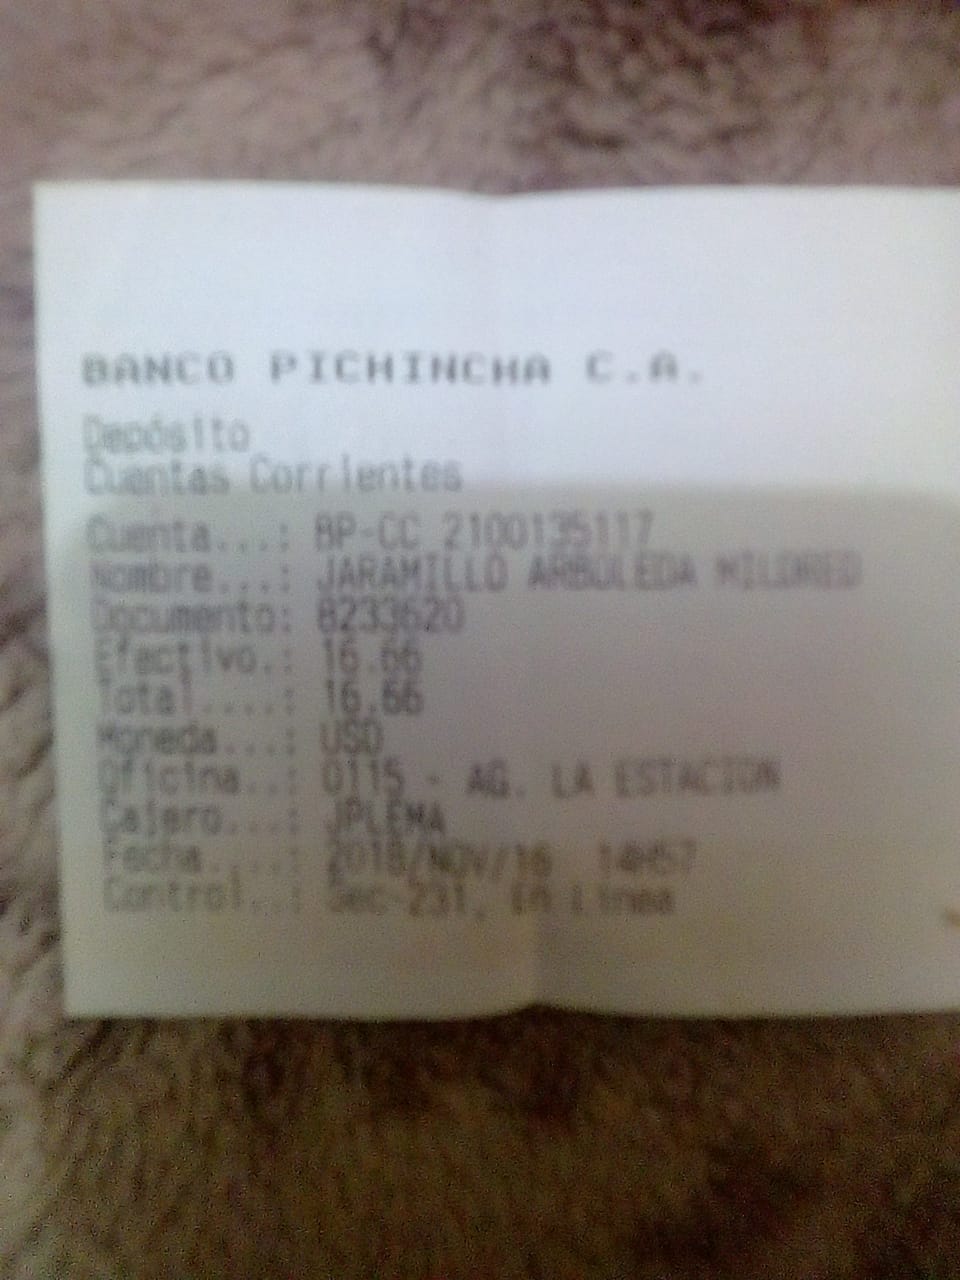 BANCO PICHINCHA C.A.
Depósito
Cuentas Corrientes
Cuenta...: BP-CC 2100135117
Nombre...: JARAMILLO ARBOLEDA MILDRED
Documento: 8233620
Efectivo.: 16.66
Total....: 16.66
Moneda...: USD
Oficina..: 0115 - AG. LA ESTACION
Cajero...: JPLEMA
Fecha....: 2018/NOV/16 14H57
Control..: Sec-231, En Linea